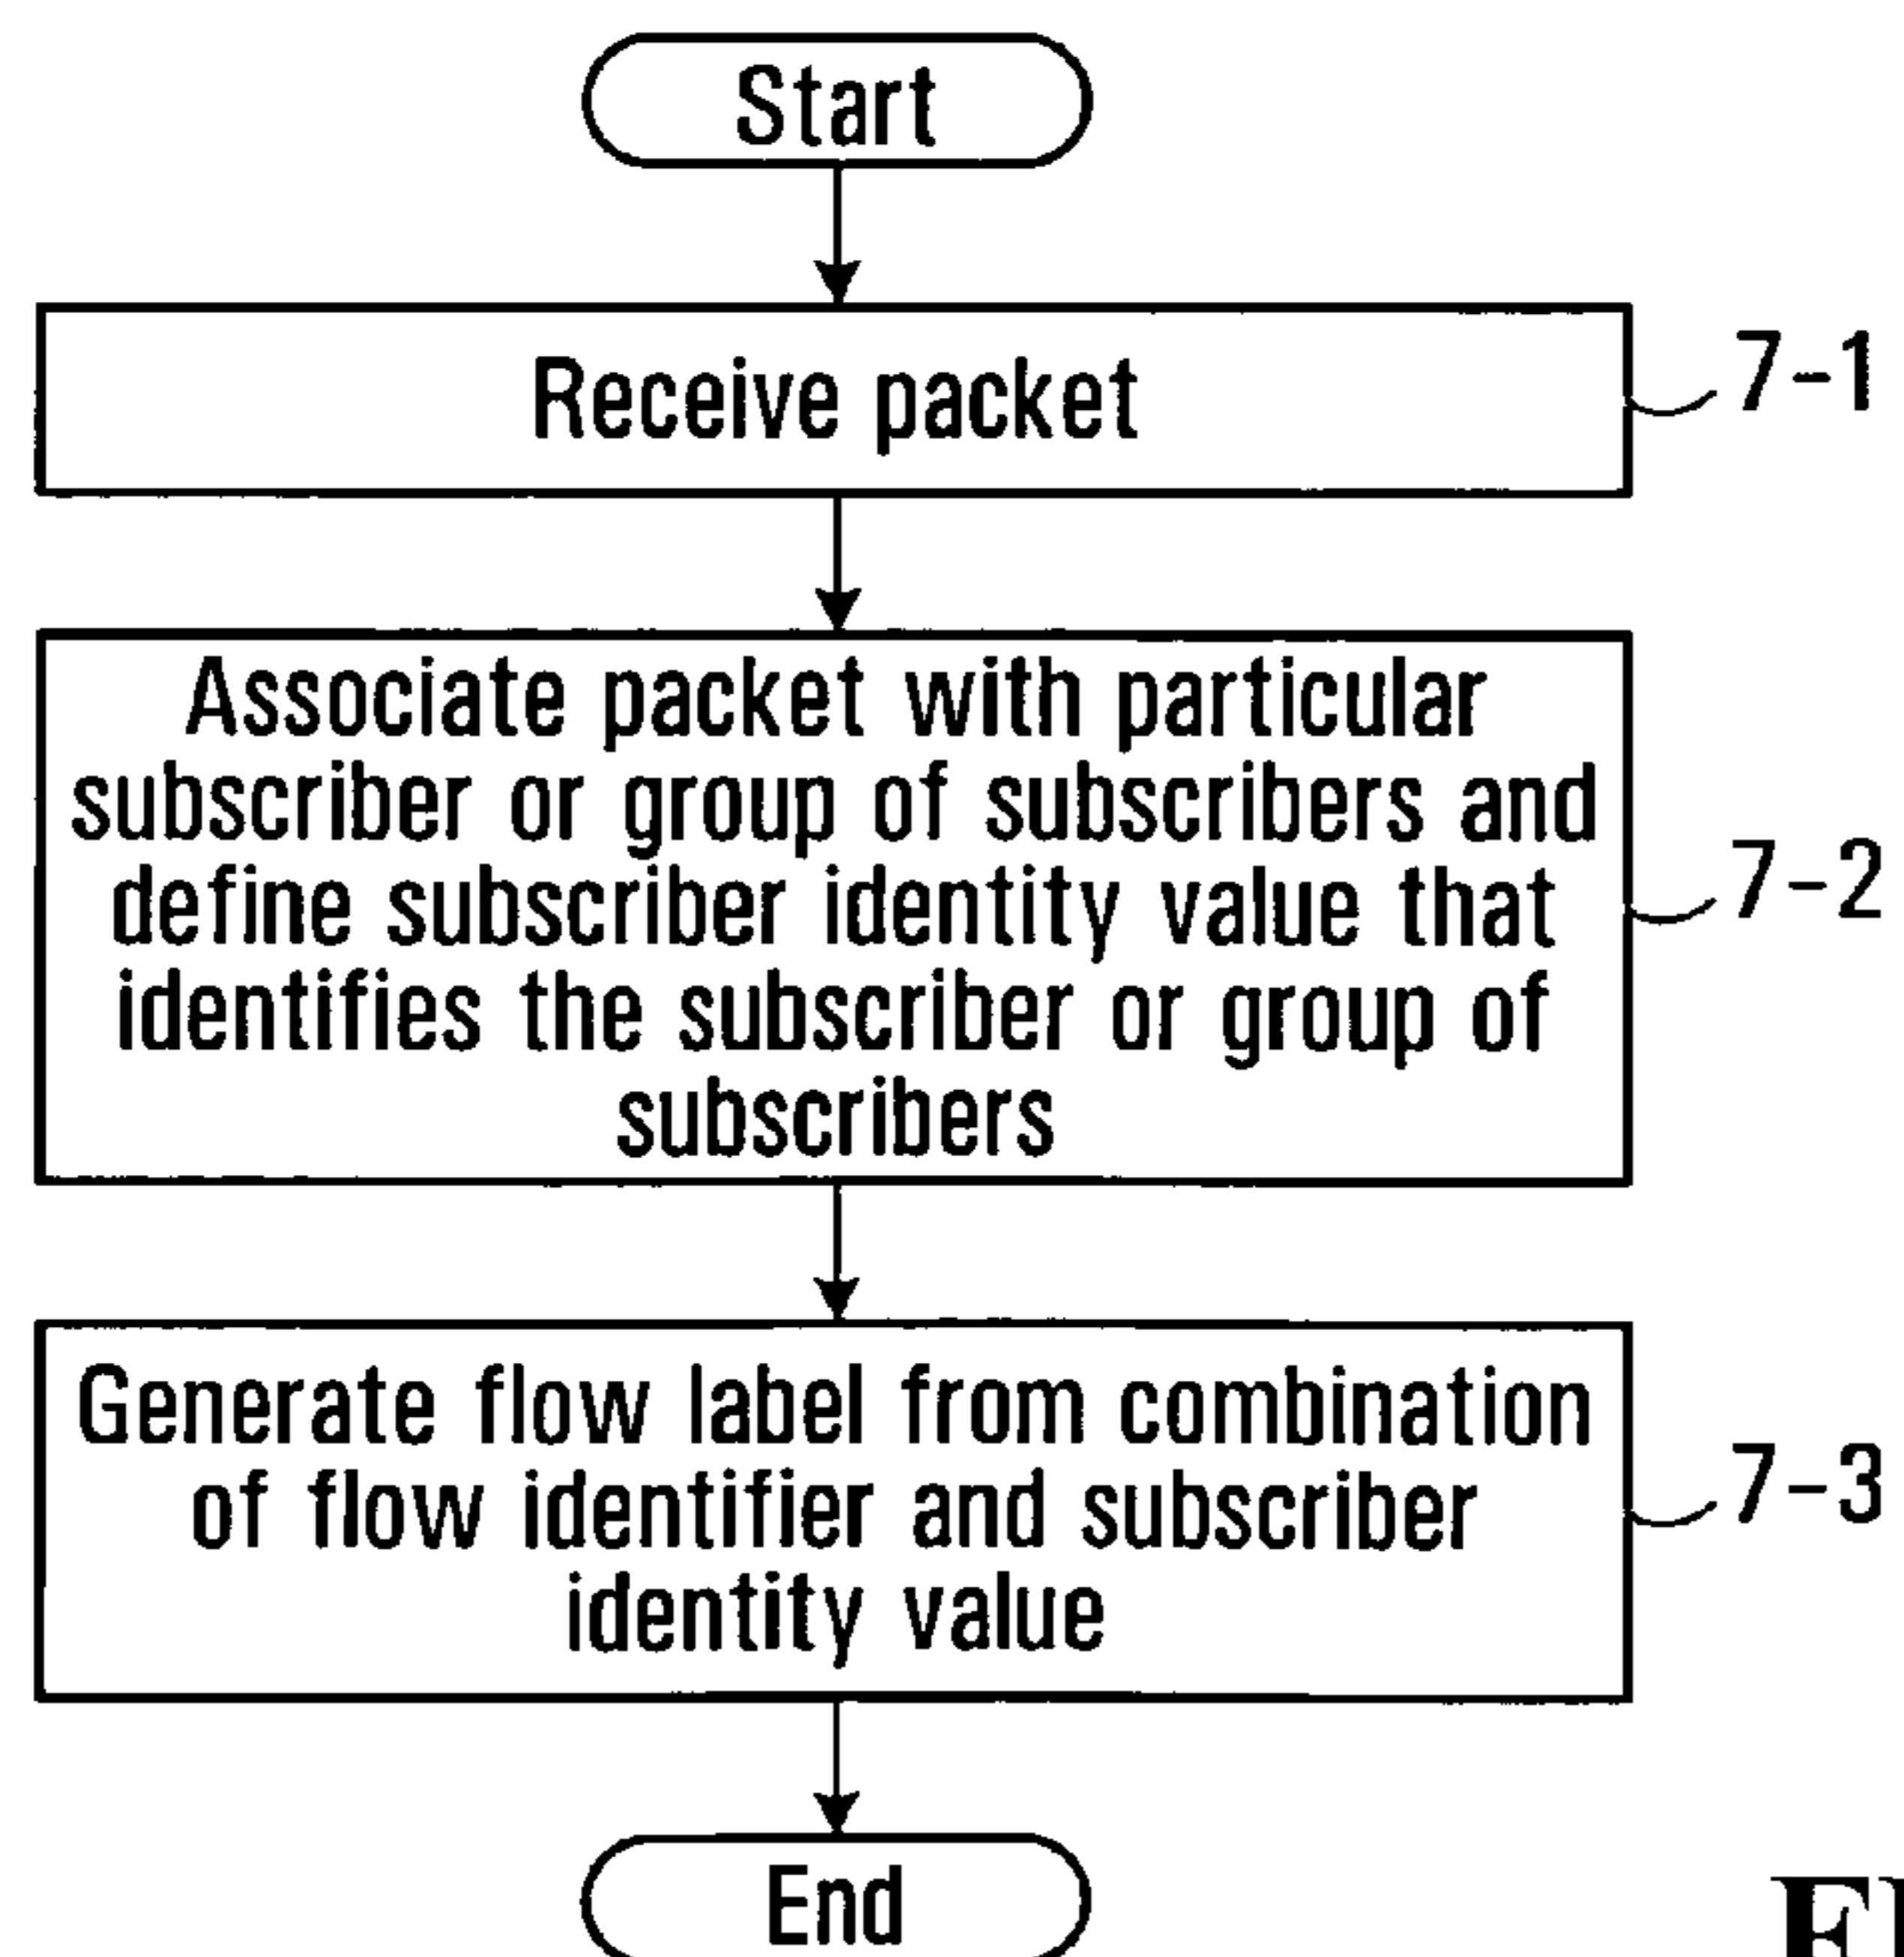 Start
Receive packet
7-1
Associate packet with particular
subscriber or group of subscribers and
define subscriber identity value that
identifies the subscriber or group of
subscribers
7-2
Generate flow label from combination
of flow identifier and subscriber
identity value
7-3
End